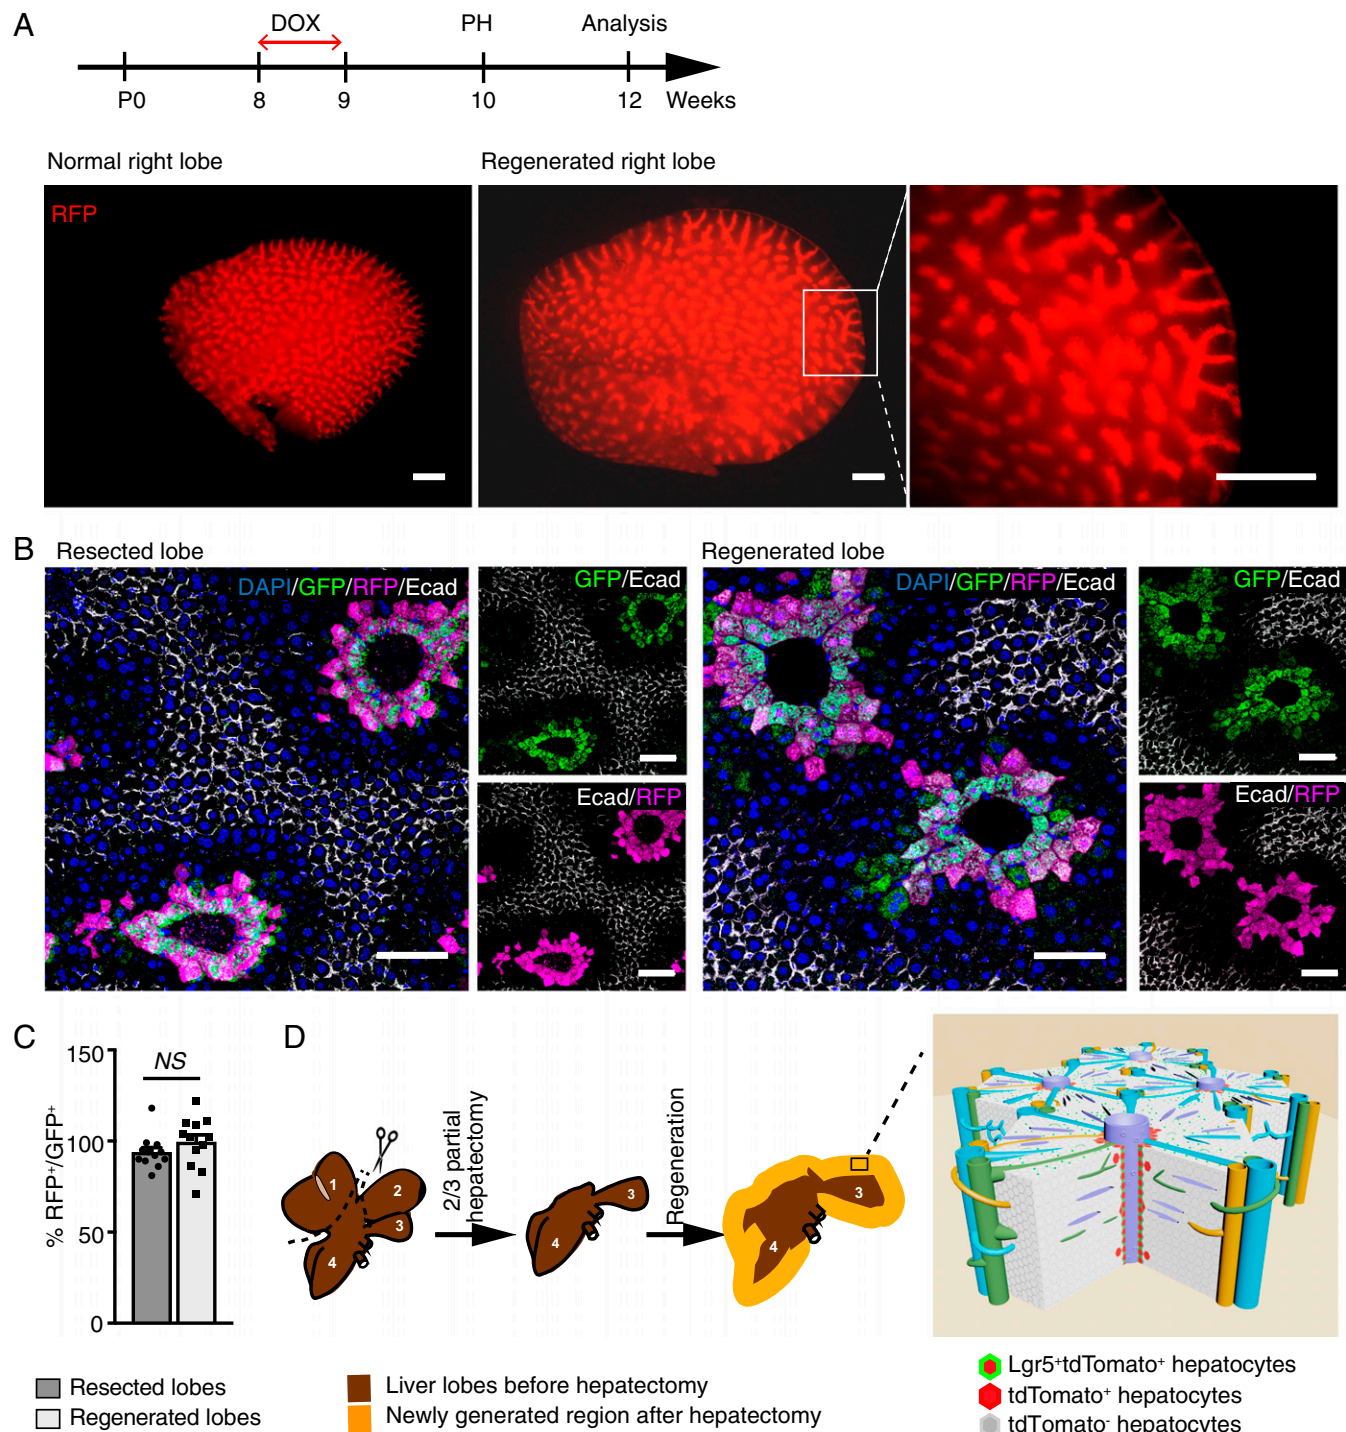 A
DOX
PH
Analysis
P0
8
9
10
12
Weeks
Normal right lobe
Regenerated right lobe
RFP
B
Resected lobe
Regenerated lobe
DAPI/GFP/RFP/Ecad
GFP/Ecad
Ecad/RFP
DAPI/GFP/RFP/Ecad
GFP/Ecad
Ecad/RFP
C
% RFP⁺/GFP⁺
150
100
50
0
NS
D
1
2
3
4
2/3 partial
hepatectomy
3
4
Regeneration
3
4
Resected lobes
Regenerated lobes
Liver lobes before hepatectomy
Newly generated region after hepatectomy
Lgr5⁺tdTomato⁺ hepatocytes
tdTomato⁺ hepatocytes
tdTomato⁻ hepatocytes